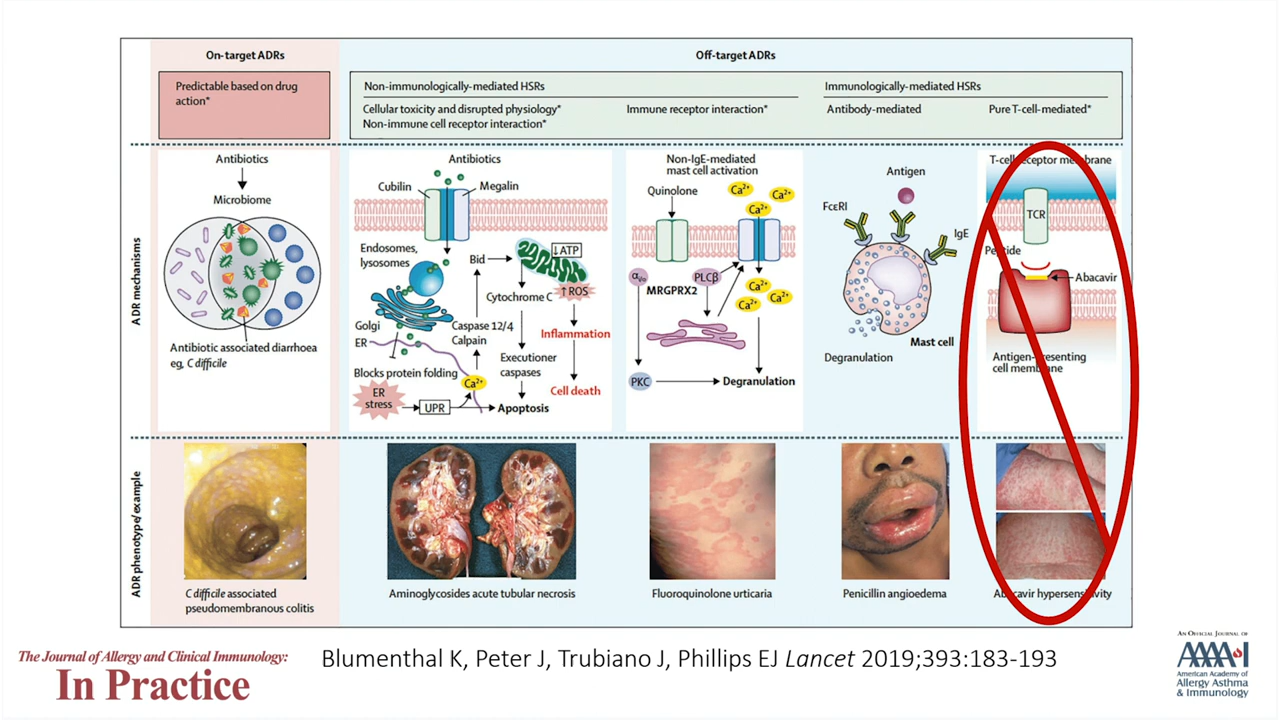 On-target ADRs
Off-target ADRs
Predictable based on drug
action*
Non-immunologically-mediated HSRs
Cellular toxicity and disrupted physiology*
Non-immune cell receptor interaction*
Immune receptor interaction*
Immunologically-mediated HSRs
Antibody-mediated
Pure T-cell-mediated*
ADR mechanisms
Antibiotics
Microbiome
Antibiotic associated diarrhoea
eg, C difficile
Antibiotics
Cubilin
Megalin
Endosomes,
lysosomes
Bid
↓ATP
Cytochrome C
↑ROS
Golgi
ER
Caspase 12/4
Calpain
Inflammation
Blocks protein folding
Executioner
caspases
Ca2+
Cell death
ER
stress
UPR
Apoptosis
Non-IgE-mediated
mast cell activation
Quinolone
Ca2+
Ca2+
Ca2+
PLCβ
MRGPRX2
Ca2+
Ca2+
Ca2+
PKC
Degranulation
Antigen
FcεRI
IgE
Mast cell
Degranulation
T-cell receptor membrane
TCR
Peptide
Abacavir
Antigen-presenting
cell membrane
ADR phenotype/example
C difficile associated
pseudomembranous colitis
Aminoglycosides acute tubular necrosis
Fluoroquinolone urticaria
Penicillin angioedema
Abacavir hypersensitivity
The Journal of Allergy and Clinical Immunology:
In Practice
Blumenthal K, Peter J, Trubiano J, Phillips EJ Lancet 2019;393:183-193
AN OFFICIAL JOURNAL OF
AAAAI
American Academy of
Allergy Asthma
& Immunology